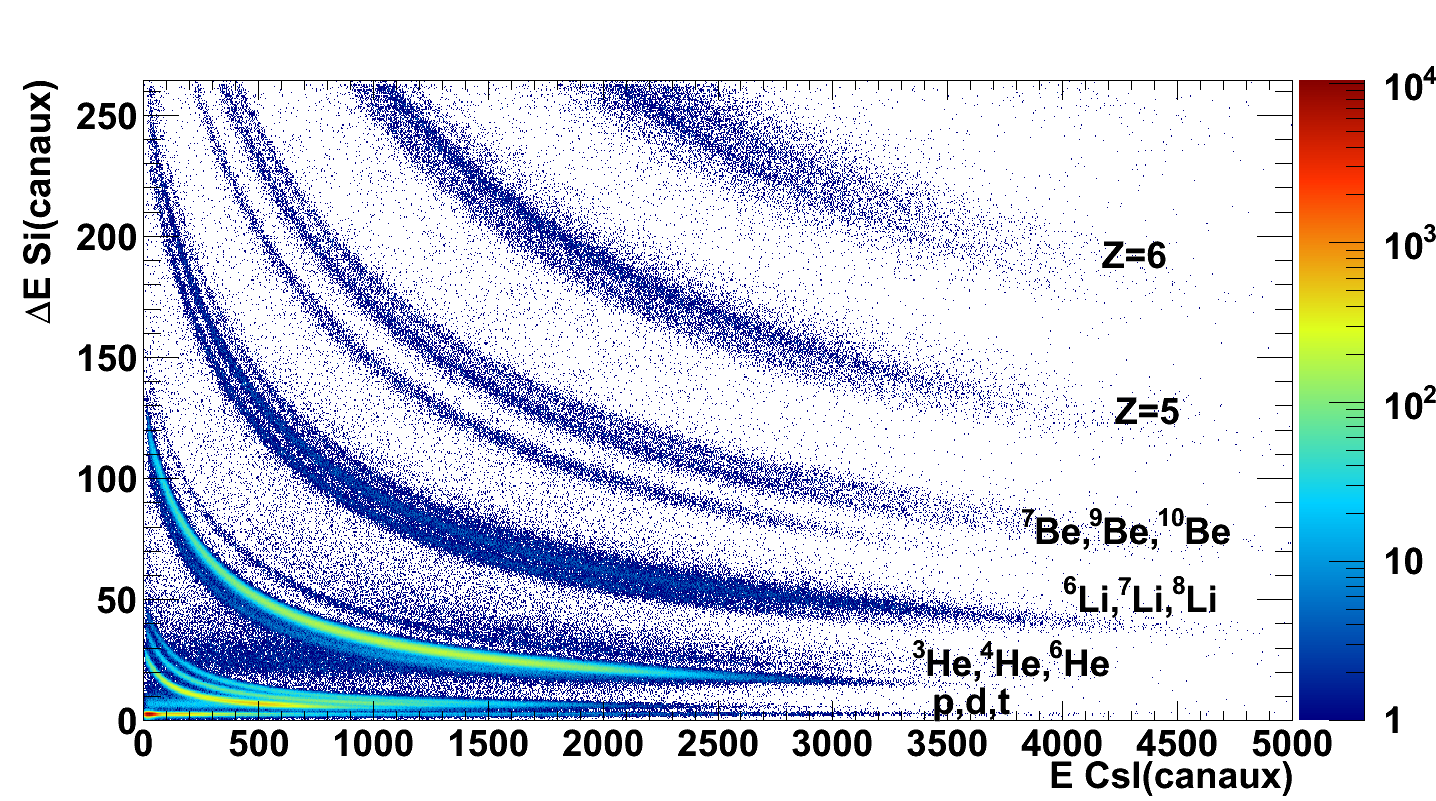 ΔE Si(canaux)
250
200
150
100
50
0
0 500 1000 1500 2000 2500 3000 3500 4000 4500 5000
E CsI(canaux)
Z=6
Z=5
⁷Be,⁹Be,¹⁰Be
⁶Li,⁷Li,⁸Li
³He,⁴He,⁶He
p,d,t
10⁴
10³
10²
10
1